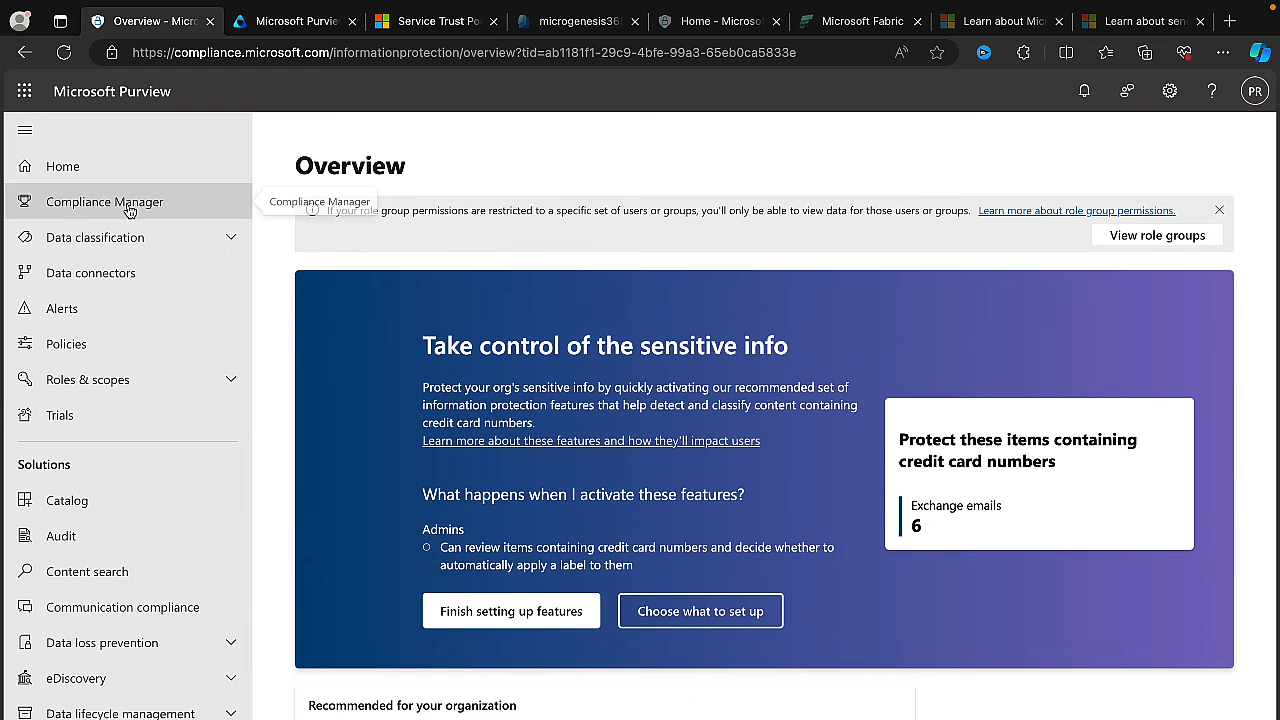 Overview - Micro
Microsoft Purview
Service Trust Po
microgenesis365
Home - Microso
Microsoft Fabric
Learn about Mic
Learn about sens
https://compliance.microsoft.com/informationprotection/overview?tid=ab1181f1-29c9-4bfe-99a3-65eb0ca5833e
Microsoft Purview
PR
Home
Compliance Manager
Data classification
Data connectors
Alerts
Policies
Roles & scopes
Trials
Solutions
Catalog
Audit
Content search
Communication compliance
Data loss prevention
eDiscovery
Data lifecycle management
Overview
Compliance Manager
If your role group permissions are restricted to a specific set of users or groups, you'll only be able to view data for those users or groups. Learn more about role group permissions.
View role groups
Take control of the sensitive info
Protect your org's sensitive info by quickly activating our recommended set of
information protection features that help detect and classify content containing
credit card numbers.
Learn more about these features and how they'll impact users
What happens when I activate these features?
Admins
Can review items containing credit card numbers and decide whether to
automatically apply a label to them
Finish setting up features
Choose what to set up
Protect these items containing
credit card numbers
Exchange emails
6
Recommended for your organization